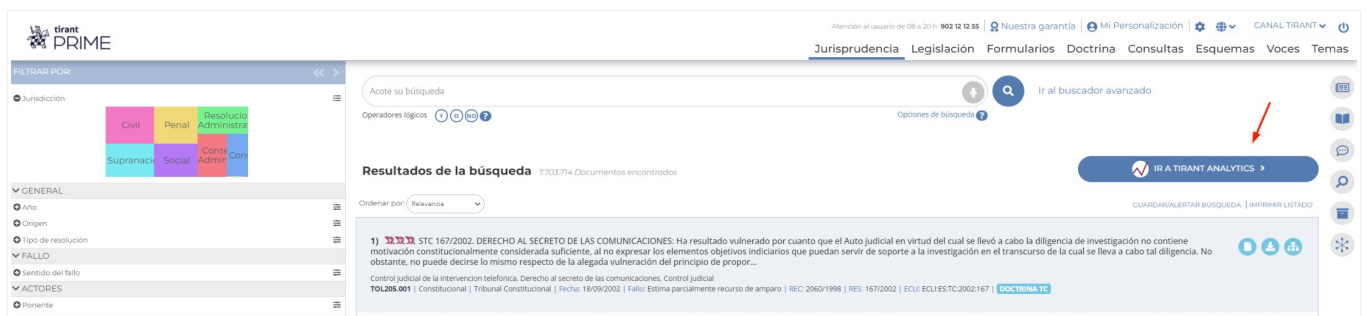 tirant
PRIME
Atención al usuario de 08 a 20 h 902 12 12 55 Nuestra garantía Mi Personalización CANAL TIRANT
Jurisprudencia Legislación Formularios Doctrina Consultas Esquemas Voces Temas
FILTRAR POR:
Jurisdicción
Civil Penal Resolucio Administra
Supranaci Social Conte Admin Cons
GENERAL
Año
Origen
Tipo de resolución
FALLO
Sentido del fallo
ACTORES
Ponente
Acote su búsqueda
Ir al buscador avanzado
Operadores lógicos Y O NO ? Opciones de búsqueda ?
IR A TIRANT ANALYTICS >
Resultados de la búsqueda 7.703.714 Documentos encontrados
Ordenar por: Relevancia GUARDAR/ALERTAR BÚSQUEDA | IMPRIMIR LISTADO
1) STC 167/2002. DERECHO AL SECRETO DE LAS COMUNICACIONES: Ha resultado vulnerado por cuanto que el Auto judicial en virtud del cual se llevó a cabo la diligencia de investigación no contiene
motivación constitucionalmente considerada suficiente, al no expresar los elementos objetivos indiciarios que puedan servir de soporte a la investigación en el transcurso de la cual se lleva a cabo tal diligencia. No
obstante, no puede decirse lo mismo respecto de la alegada vulneración del principio de propor...
Control judicial de la intervencion telefonica, Derecho al secreto de las comunicaciones, Control judicial
TOL205.001 | Constitucional | Tribunal Constitucional | Fecha: 18/09/2002 | Fallo: Estima parcialmente recurso de amparo | REC: 2060/1998 | RES: 167/2002 | ECLI: ECLI:ES:TC:2002:167 | DOCTRINA TC